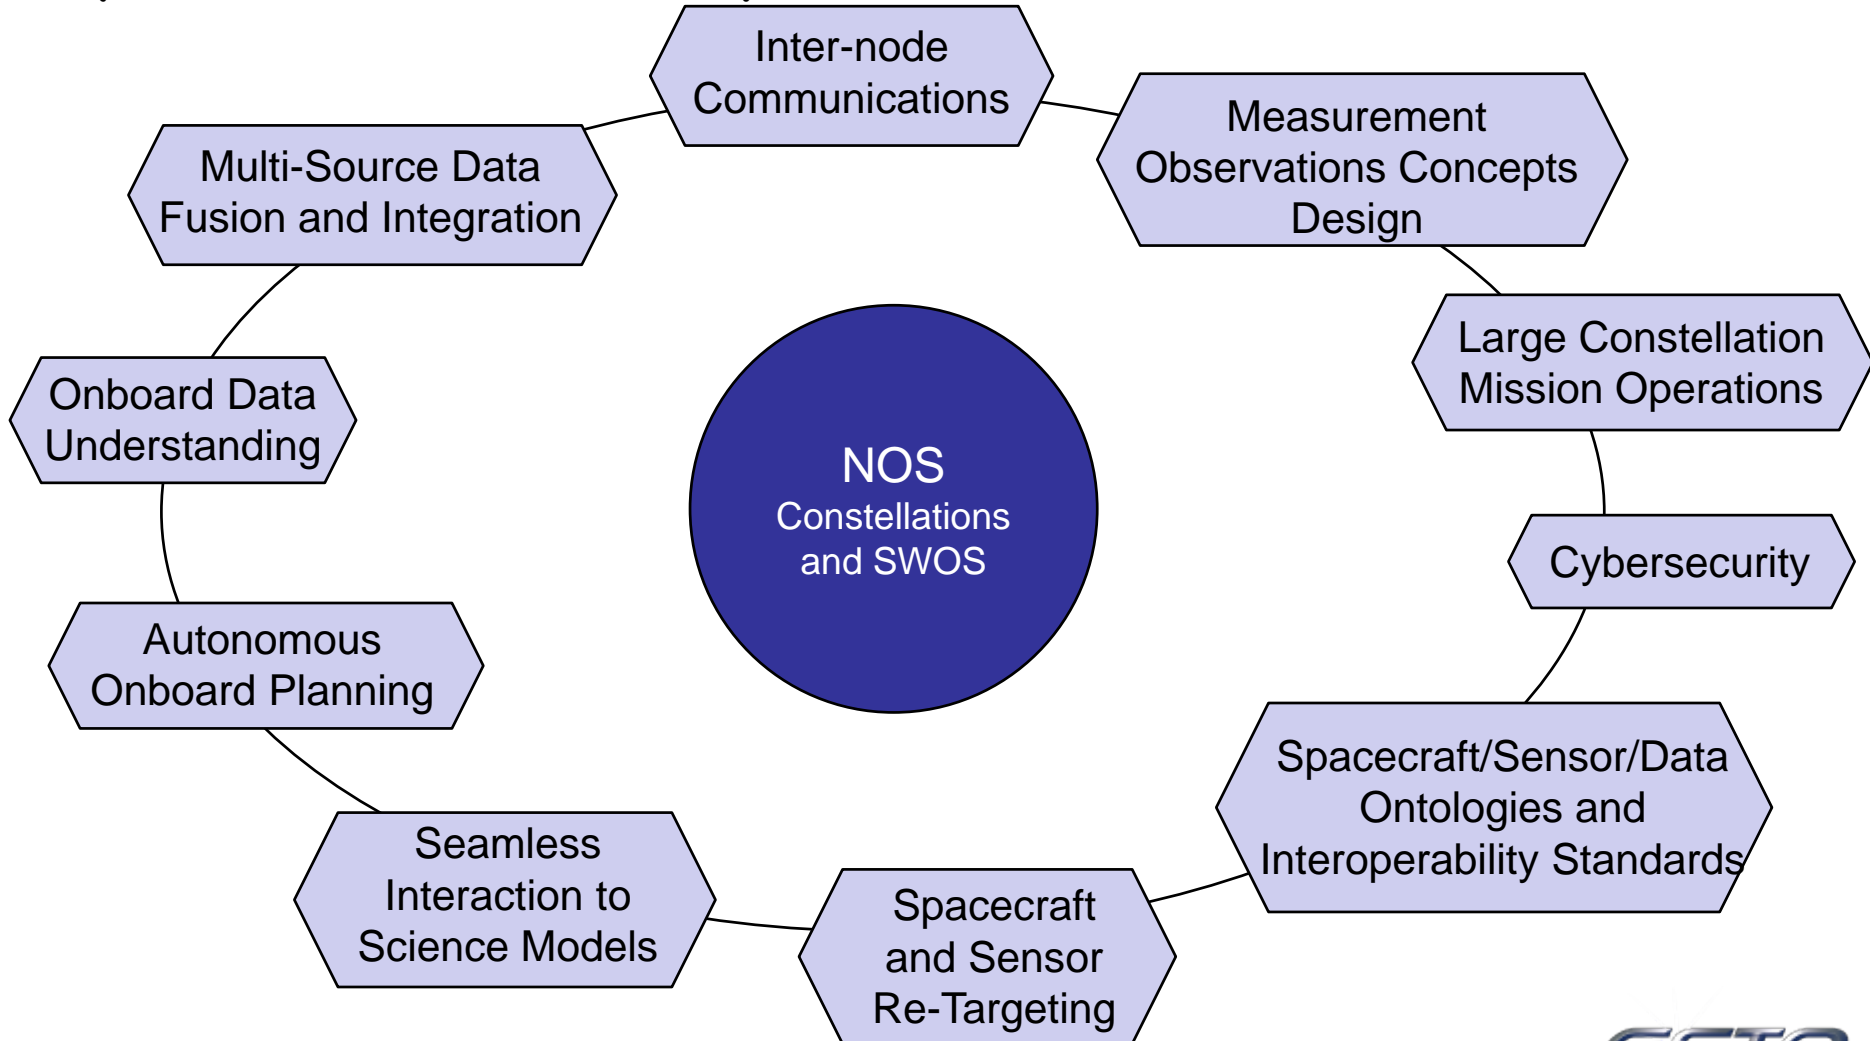 Inter-node
Communications
Measurement
Observations Concepts
Design
Multi-Source Data
Fusion and Integration
Large Constellation
Mission Operations
Onboard Data
Understanding
NOS
Constellations
and SWOS
Cybersecurity
Autonomous
Onboard Planning
Spacecraft/Sensor/Data
Ontologies and
Interoperability Standards
Seamless
Interaction to
Science Models
Spacecraft
and Sensor
Re-Targeting